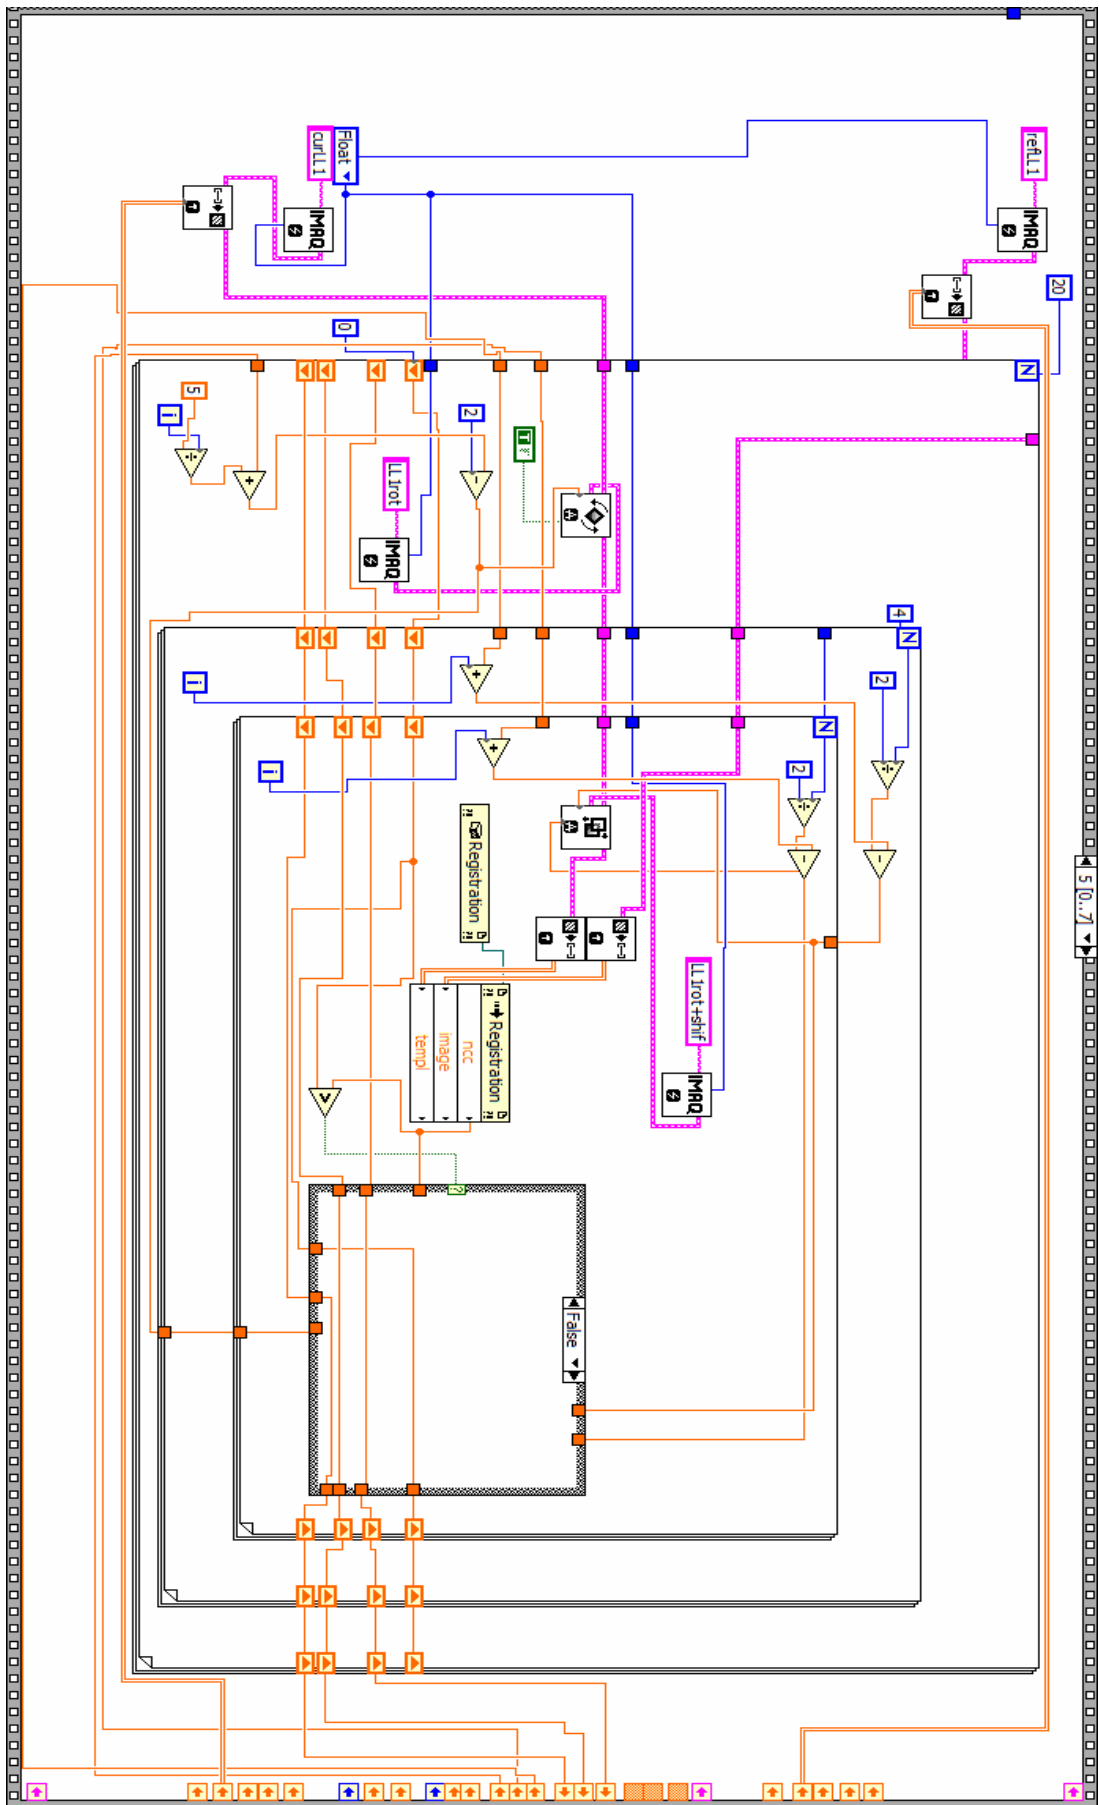 5 [0..7]
20
refLL1
IMAQ
N
4
N
2
÷
-
N
2
÷
-
LL1rot+shif
IMAQ
False
T
Registration
ncc
image
templ
Registration
?
2
-
+
+
LL1rot
IMAQ
Float
0
curLL1
IMAQ
>
i
+
5
i
i
÷